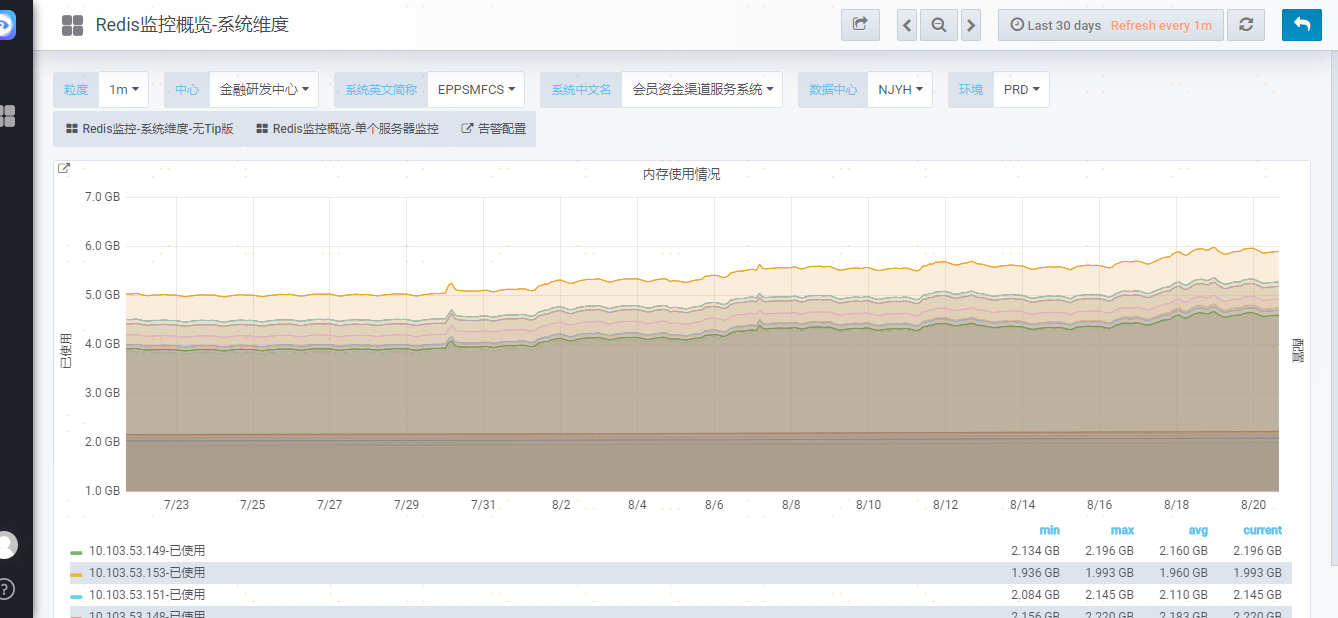 Redis监控概览-系统维度
Last 30 days Refresh every 1m
粒度 1m 中心 金融研发中心 系统英文简称 EPPSMFCS 系统中文名 会员资金渠道服务系统 数据中心 NJYH 环境 PRD
Redis监控-系统维度-无Tip版 Redis监控概览-单个服务器监控 告警配置
内存使用情况
7.0 GB
6.0 GB
5.0 GB
4.0 GB
3.0 GB
2.0 GB
1.0 GB
已使用
配置
7/23 7/25 7/27 7/29 7/31 8/2 8/4 8/6 8/8 8/10 8/12 8/14 8/16 8/18 8/20
min max avg current
10.103.53.149-已使用 2.134 GB 2.196 GB 2.160 GB 2.196 GB
10.103.53.153-已使用 1.936 GB 1.993 GB 1.960 GB 1.993 GB
10.103.53.151-已使用 2.084 GB 2.145 GB 2.110 GB 2.145 GB
10.103.53.148-已使用 2.156 GB 2.220 GB 2.183 GB 2.220 GB